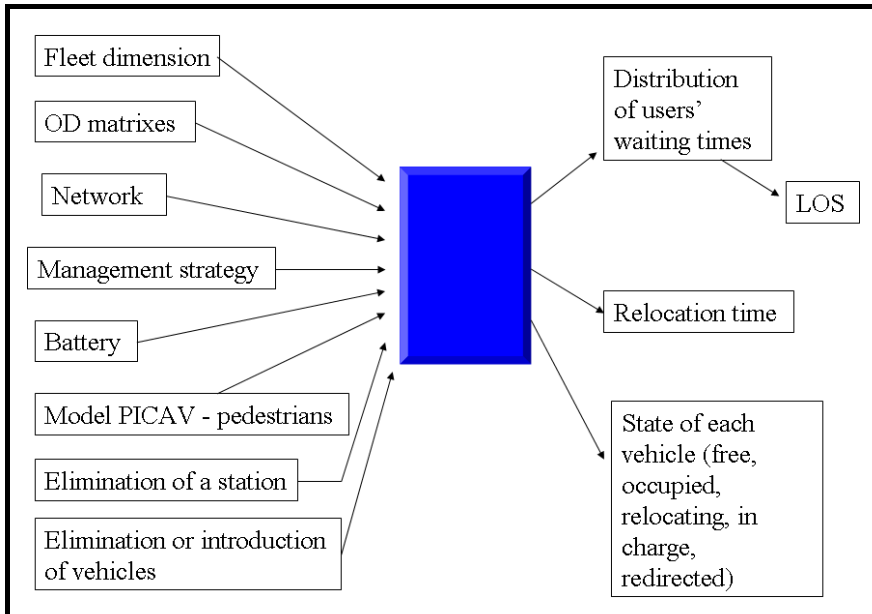 Fleet dimension
OD matrixes
Network
Management strategy
Battery
Model PICAV - pedestrians
Elimination of a station
Elimination or introduction
of vehicles
Distribution
of users’
waiting times
LOS
Relocation time
State of each
vehicle (free,
occupied,
relocating, in
charge,
redirected)